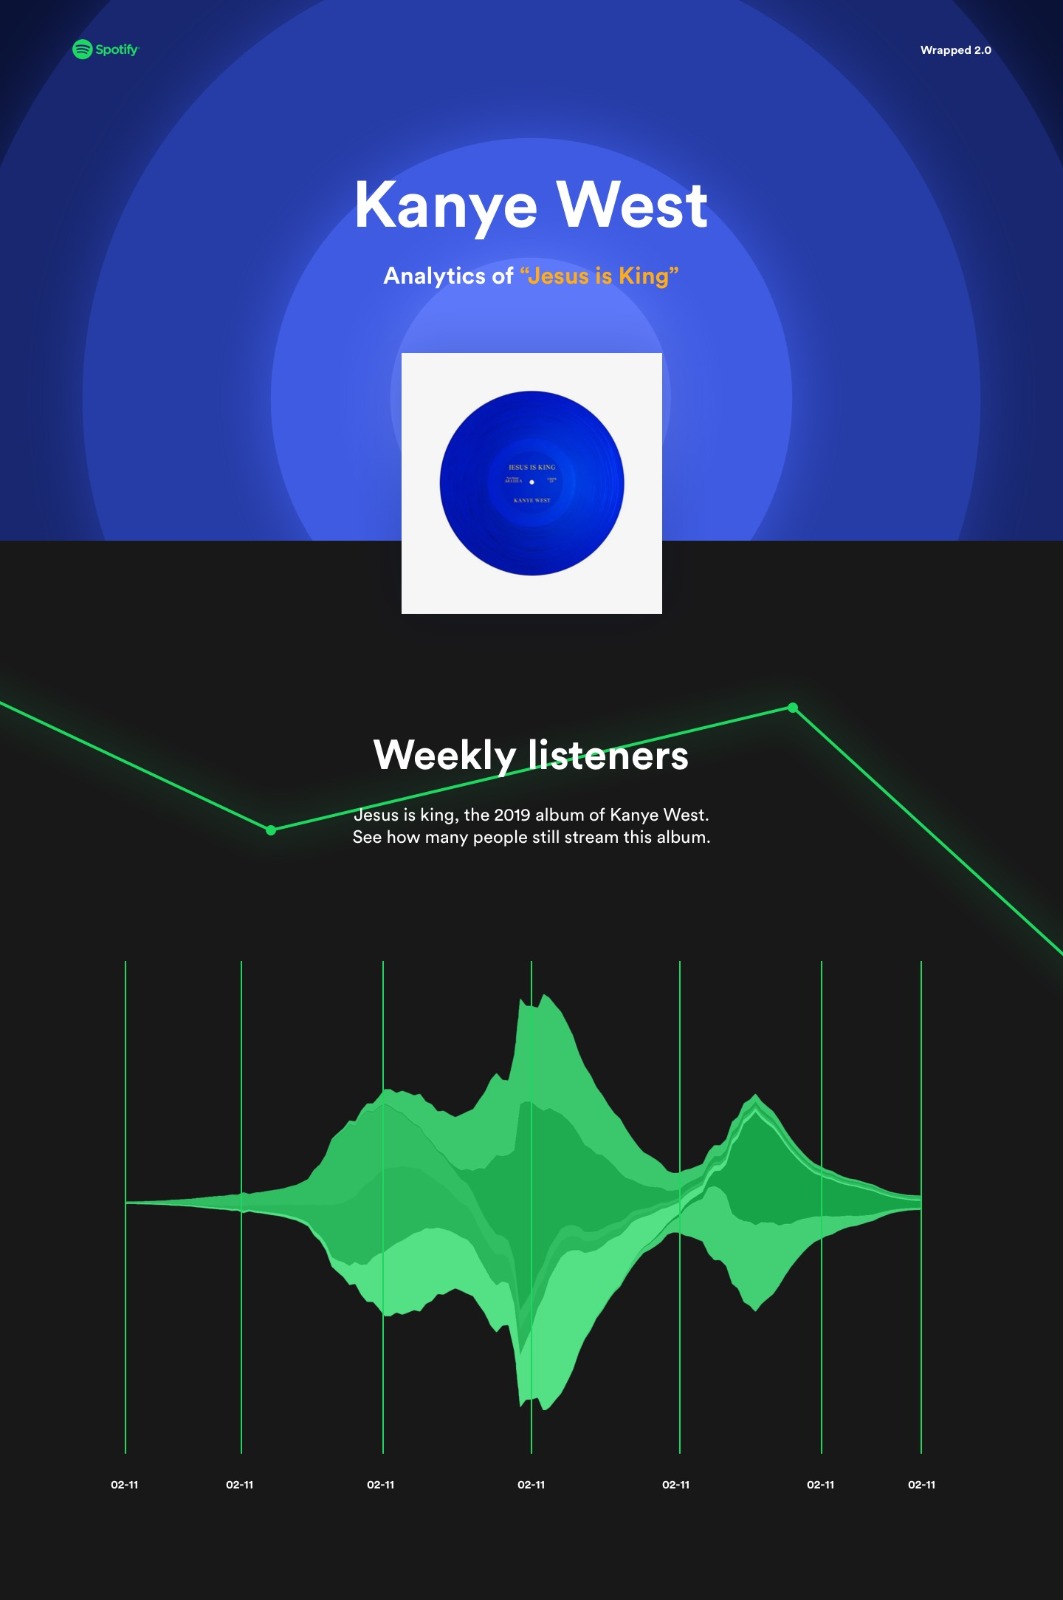 Spotify
Wrapped 2.0
Kanye West
Analytics of “Jesus is King”
JESUS IS KING
KANYE WEST
Weekly listeners
Jesus is king, the 2019 album of Kanye West.
See how many people still stream this album.
02-11 02-11 02-11 02-11 02-11 02-11 02-11